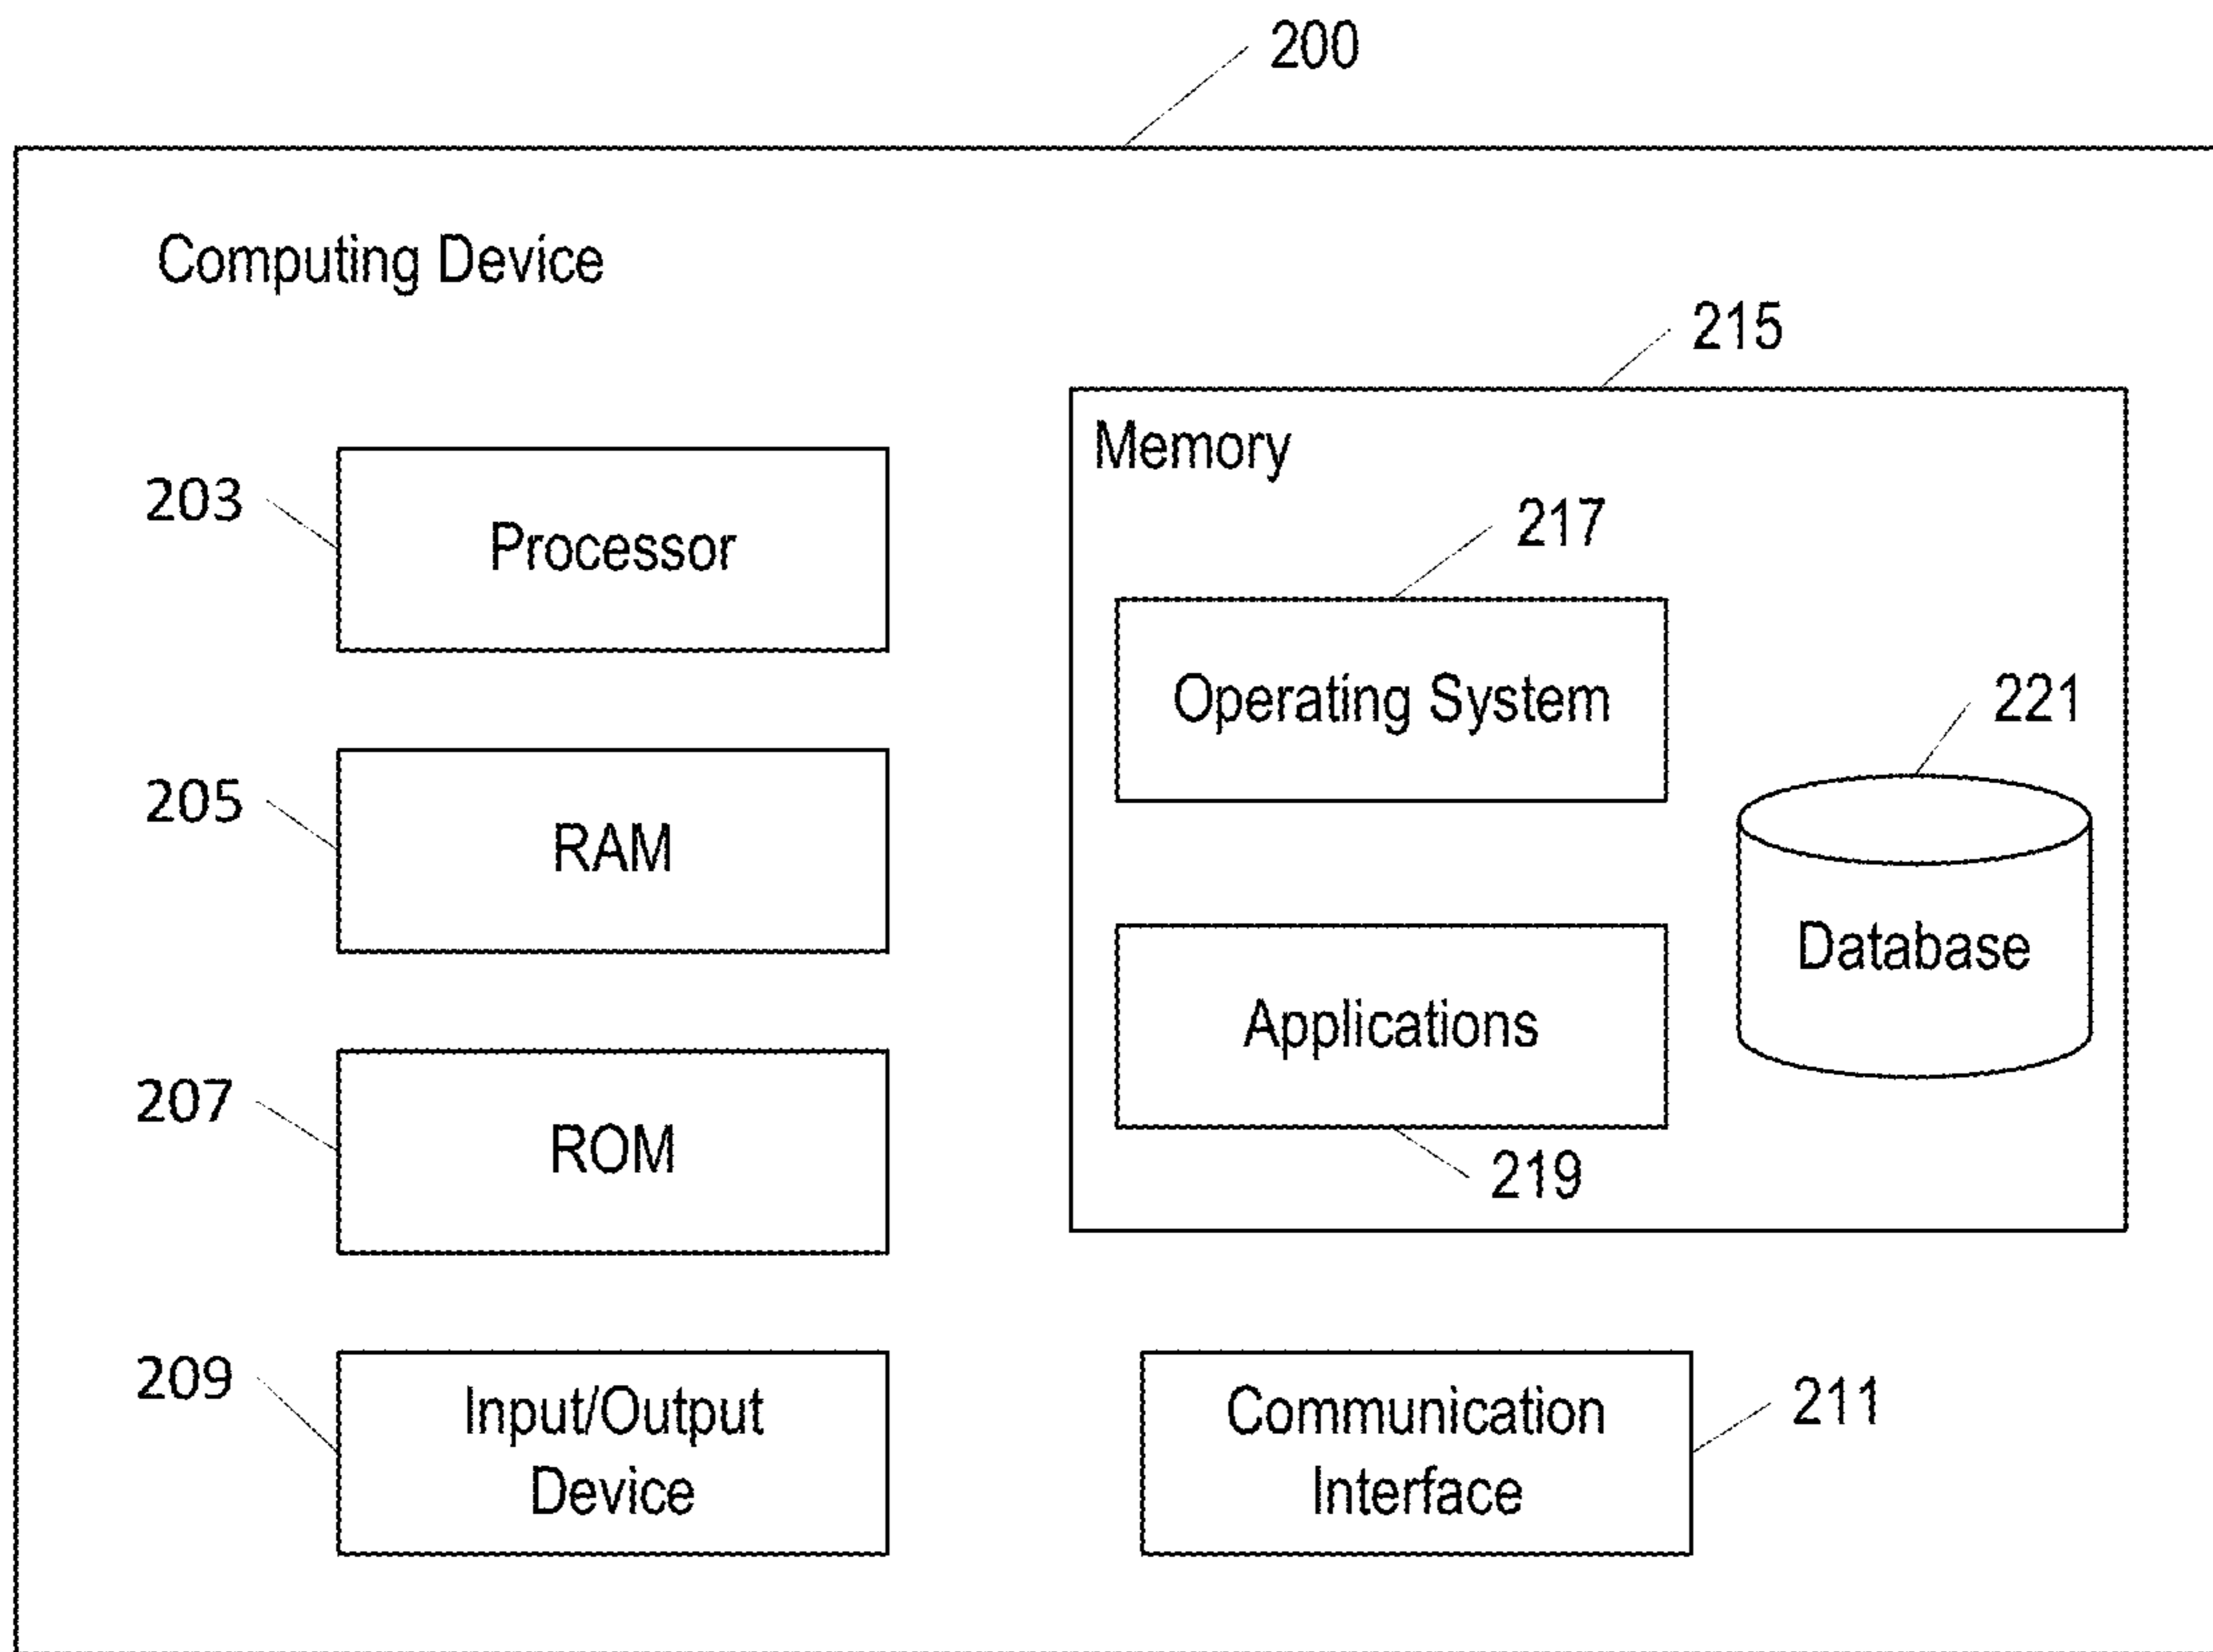 200
Computing Device
215
Memory
203
Processor
217
Operating System
221
205
RAM
Database
Applications
207
ROM
219
209
Input/Output
Device
Communication
Interface
211